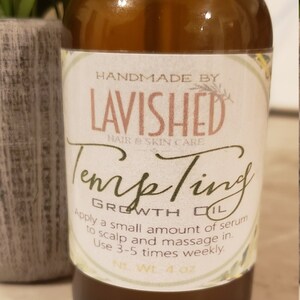 HANDMADE BY
LAVISHED
HAIR & SKIN CARE
TempTing
GROWTH OIL
Apply a small amount of serum
to scalp and massage in.
Use 3-5 times weekly.
Nt. Wt. 4 oz